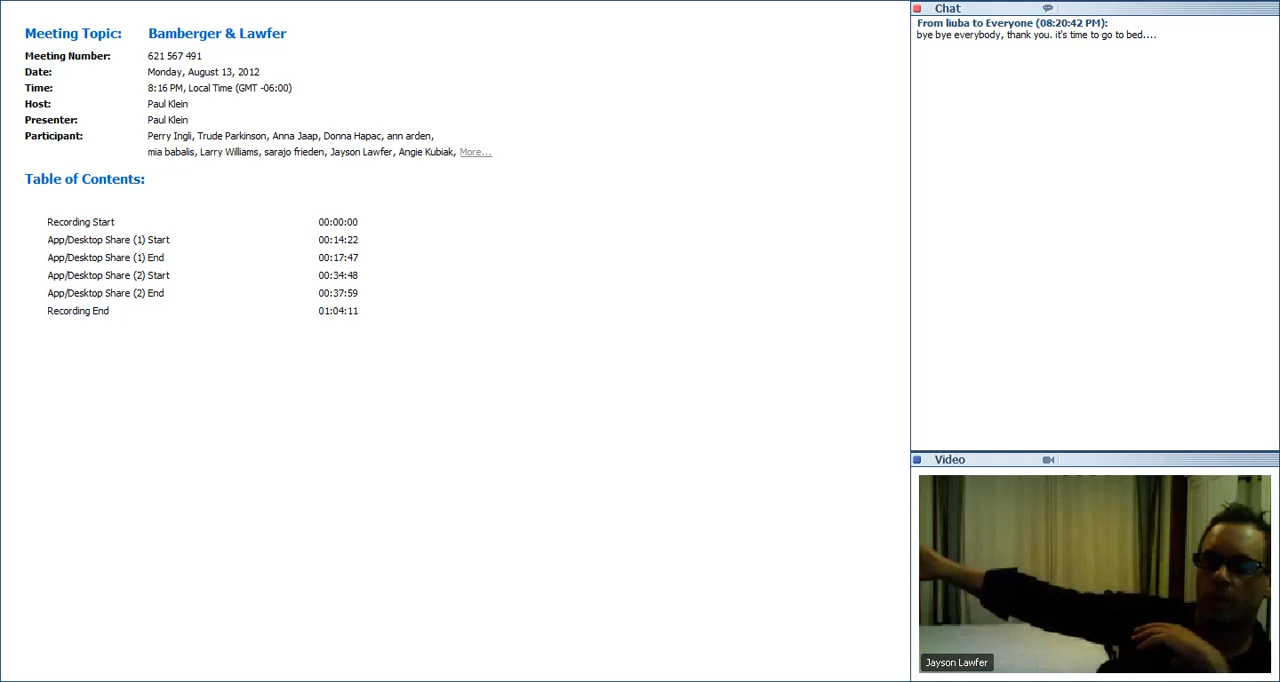 Meeting Topic: Bamberger & Lawfer
Meeting Number: 621 567 491
Date: Monday, August 13, 2012
Time: 8:16 PM, Local Time (GMT -06:00)
Host: Paul Klein
Presenter: Paul Klein
Participant: Perry Ingli, Trude Parkinson, Anna Jaap, Donna Hapac, ann arden,
mia babalis, Larry Williams, sarajo frieden, Jayson Lawfer, Angie Kubiak, More...
Table of Contents:
Recording Start 00:00:00
App/Desktop Share (1) Start 00:14:22
App/Desktop Share (1) End 00:17:47
App/Desktop Share (2) Start 00:34:48
App/Desktop Share (2) End 00:37:59
Recording End 01:04:11
Chat
From liuba to Everyone (08:20:42 PM):
bye bye everybody, thank you. it's time to go to bed....
Video
Jayson Lawfer